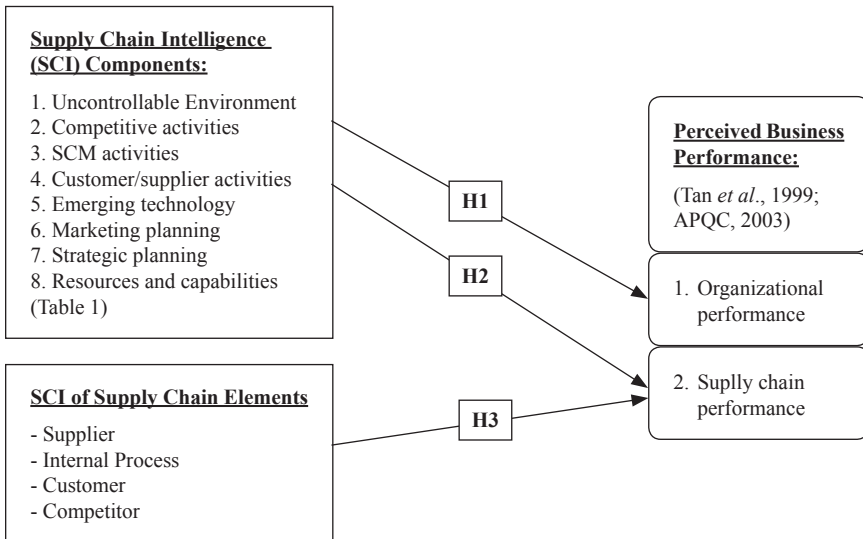 Supply Chain Intelligence
(SCI) Components:
1. Uncontrollable Environment
2. Competitive activities
3. SCM activities
4. Customer/supplier activities
5. Emerging technology
6. Marketing planning
7. Strategic planning
8. Resources and capabilities
(Table 1)
SCI of Supply Chain Elements
- Supplier
- Internal Process
- Customer
- Competitor
H1
H2
H3
Perceived Business
Performance:
(Tan et al., 1999;
APQC, 2003)
1. Organizational
performance
2. Suplly chain
performance